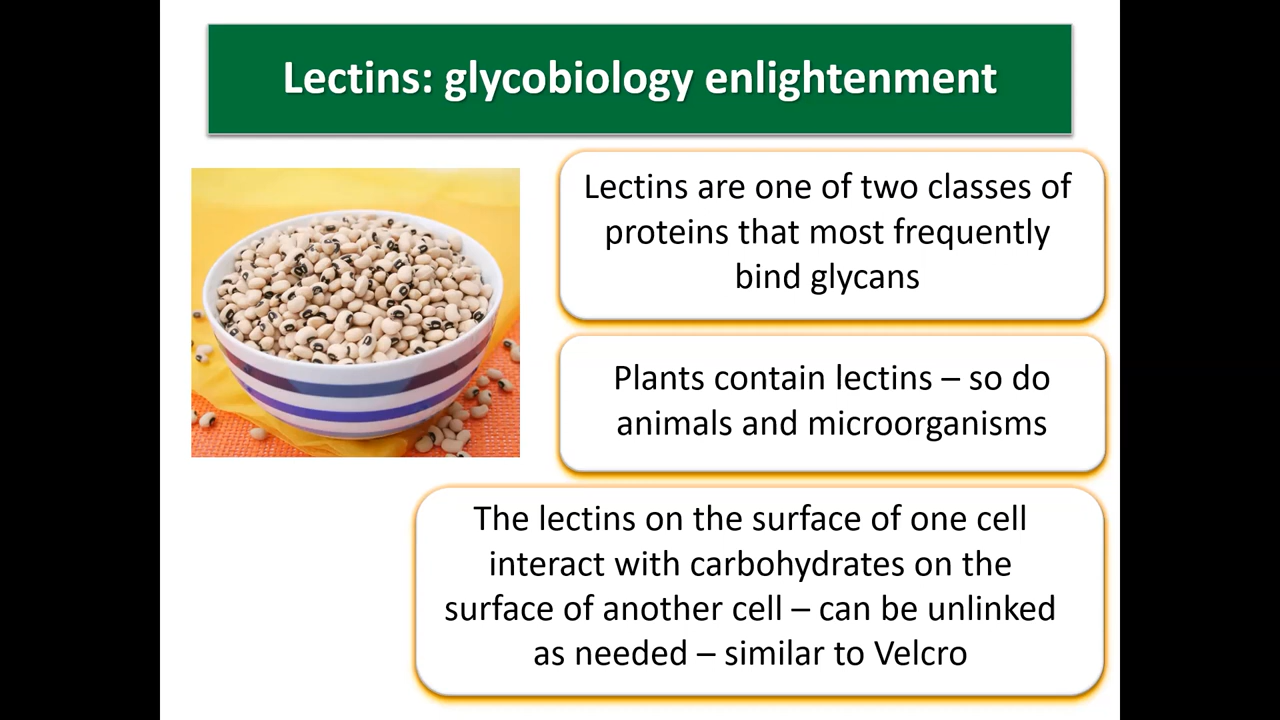 Lectins: glycobiology enlightenment
Lectins are one of two classes of
proteins that most frequently
bind glycans
Plants contain lectins – so do
animals and microorganisms
The lectins on the surface of one cell
interact with carbohydrates on the
surface of another cell – can be unlinked
as needed – similar to Velcro